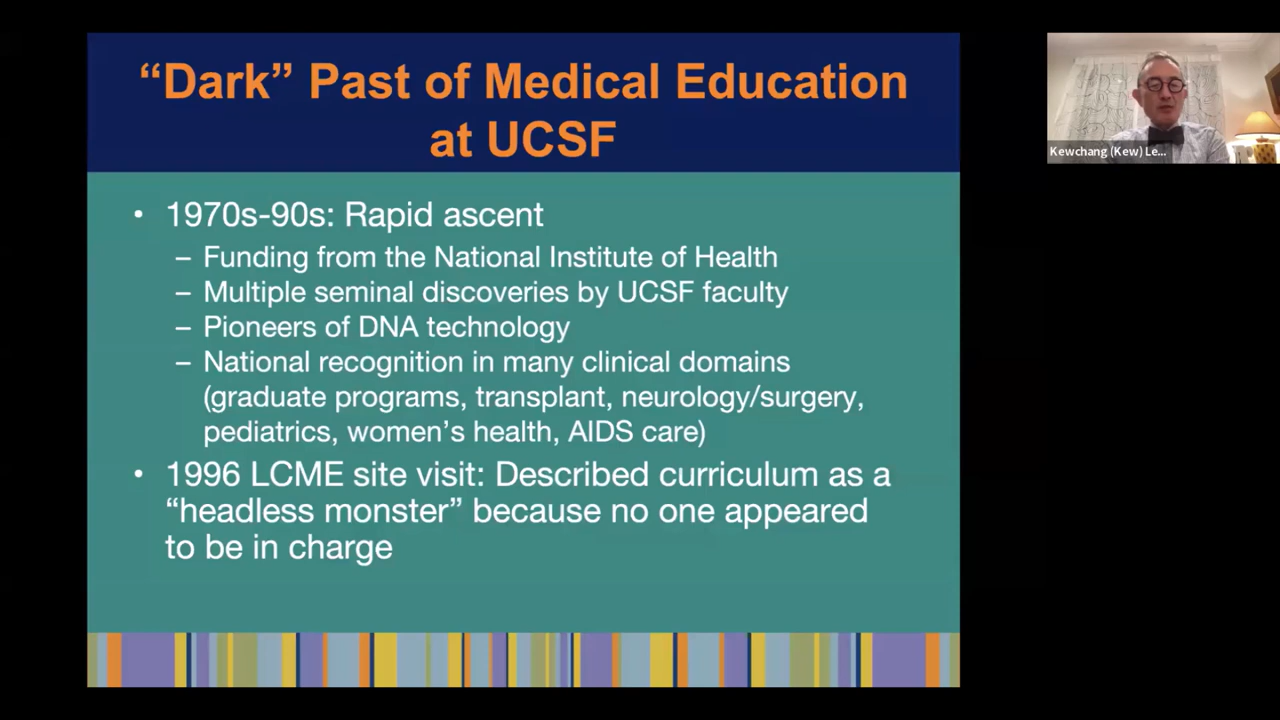 “Dark” Past of Medical Education
at UCSF
• 1970s-90s: Rapid ascent
– Funding from the National Institute of Health
– Multiple seminal discoveries by UCSF faculty
– Pioneers of DNA technology
– National recognition in many clinical domains
(graduate programs, transplant, neurology/surgery,
pediatrics, women’s health, AIDS care)
• 1996 LCME site visit: Described curriculum as a
“headless monster” because no one appeared
to be in charge
Kewchang (Kew) Le...